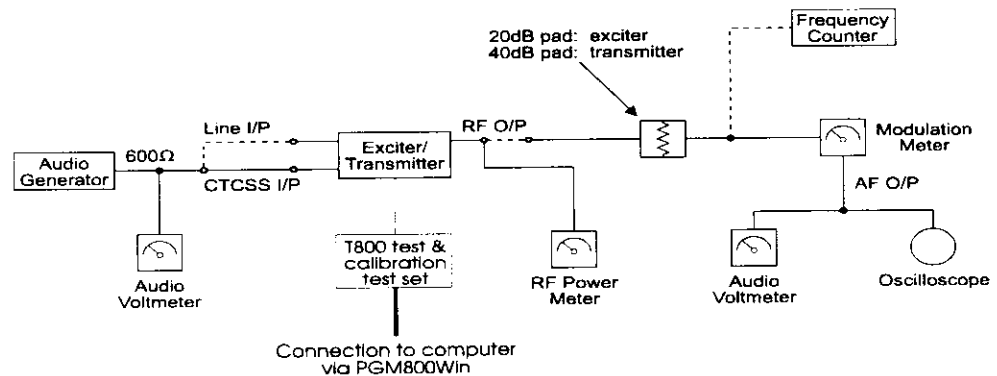 Frequency
Counter
20dB pad: exciter
40dB pad: transmitter
Line I/P
RF O/P
Exciter/
Transmitter
Modulation
Meter
600Ω
Audio
Generator
CTCSS I/P
AF O/P
T800 test &
calibration
test set
Audio
Voltmeter
RF Power
Meter
Audio
Voltmeter
Oscilloscope
Connection to computer
via PGM800Win